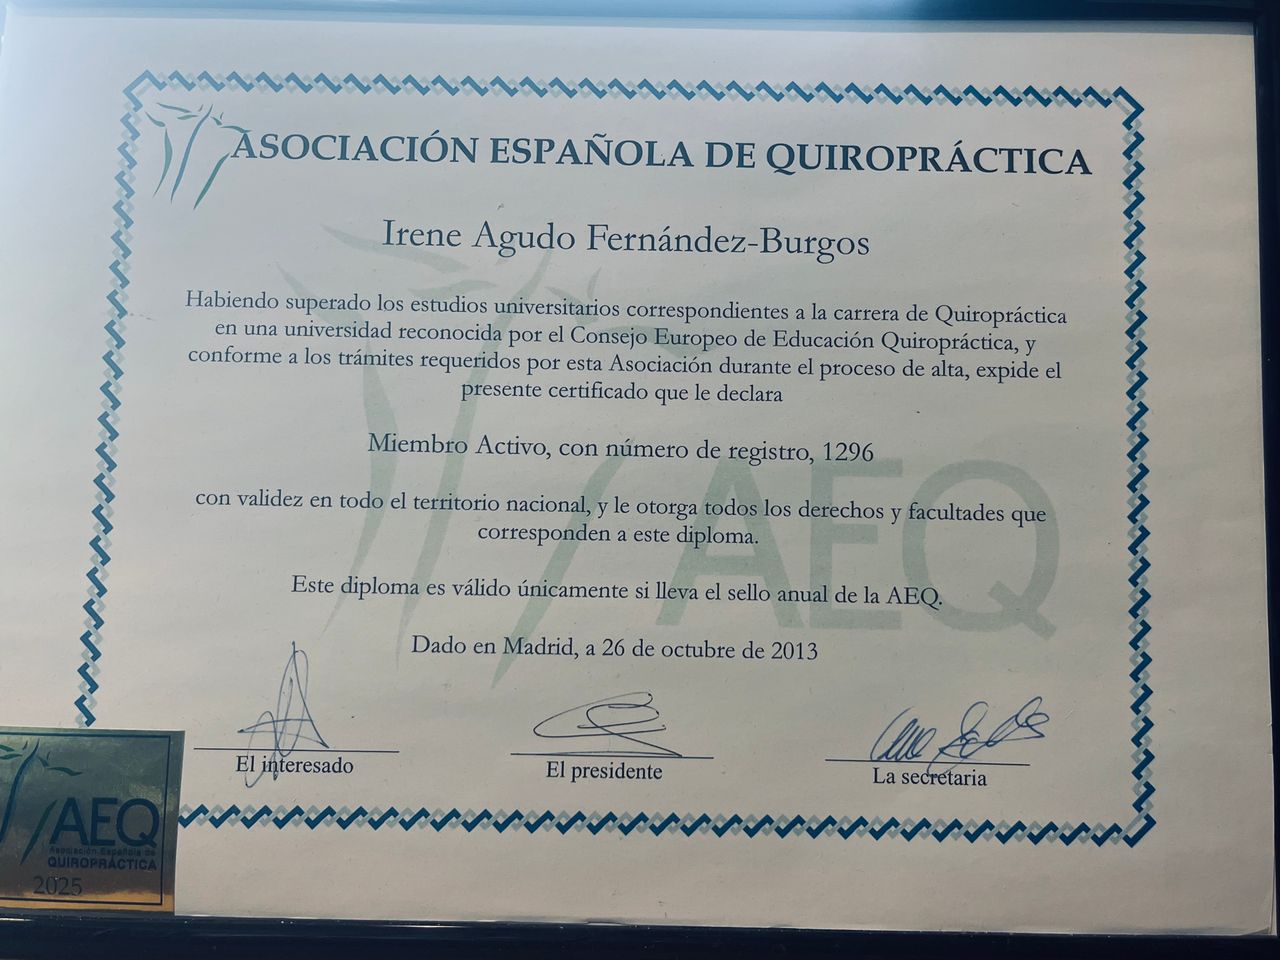 ASOCIACIÓN ESPAÑOLA DE QUIROPRÁCTICA
Irene Agudo Fernández-Burgos
Habiendo superado los estudios universitarios correspondientes a la carrera de Quiropráctica
en una universidad reconocida por el Consejo Europeo de Educación Quiropráctica, y
conforme a los trámites requeridos por esta Asociación durante el proceso de alta, expide el
presente certificado que le declara
Miembro Activo, con número de registro, 1296
con validez en todo el territorio nacional, y le otorga todos los derechos y facultades que
corresponden a este diploma.
AEQ
Este diploma es válido únicamente si lleva el sello anual de la AEQ.
Dado en Madrid, a 26 de octubre de 2013
El interesado
El presidente
La secretaria
AEQ
Asociación Española de
QUIROPRÁCTICA
2025